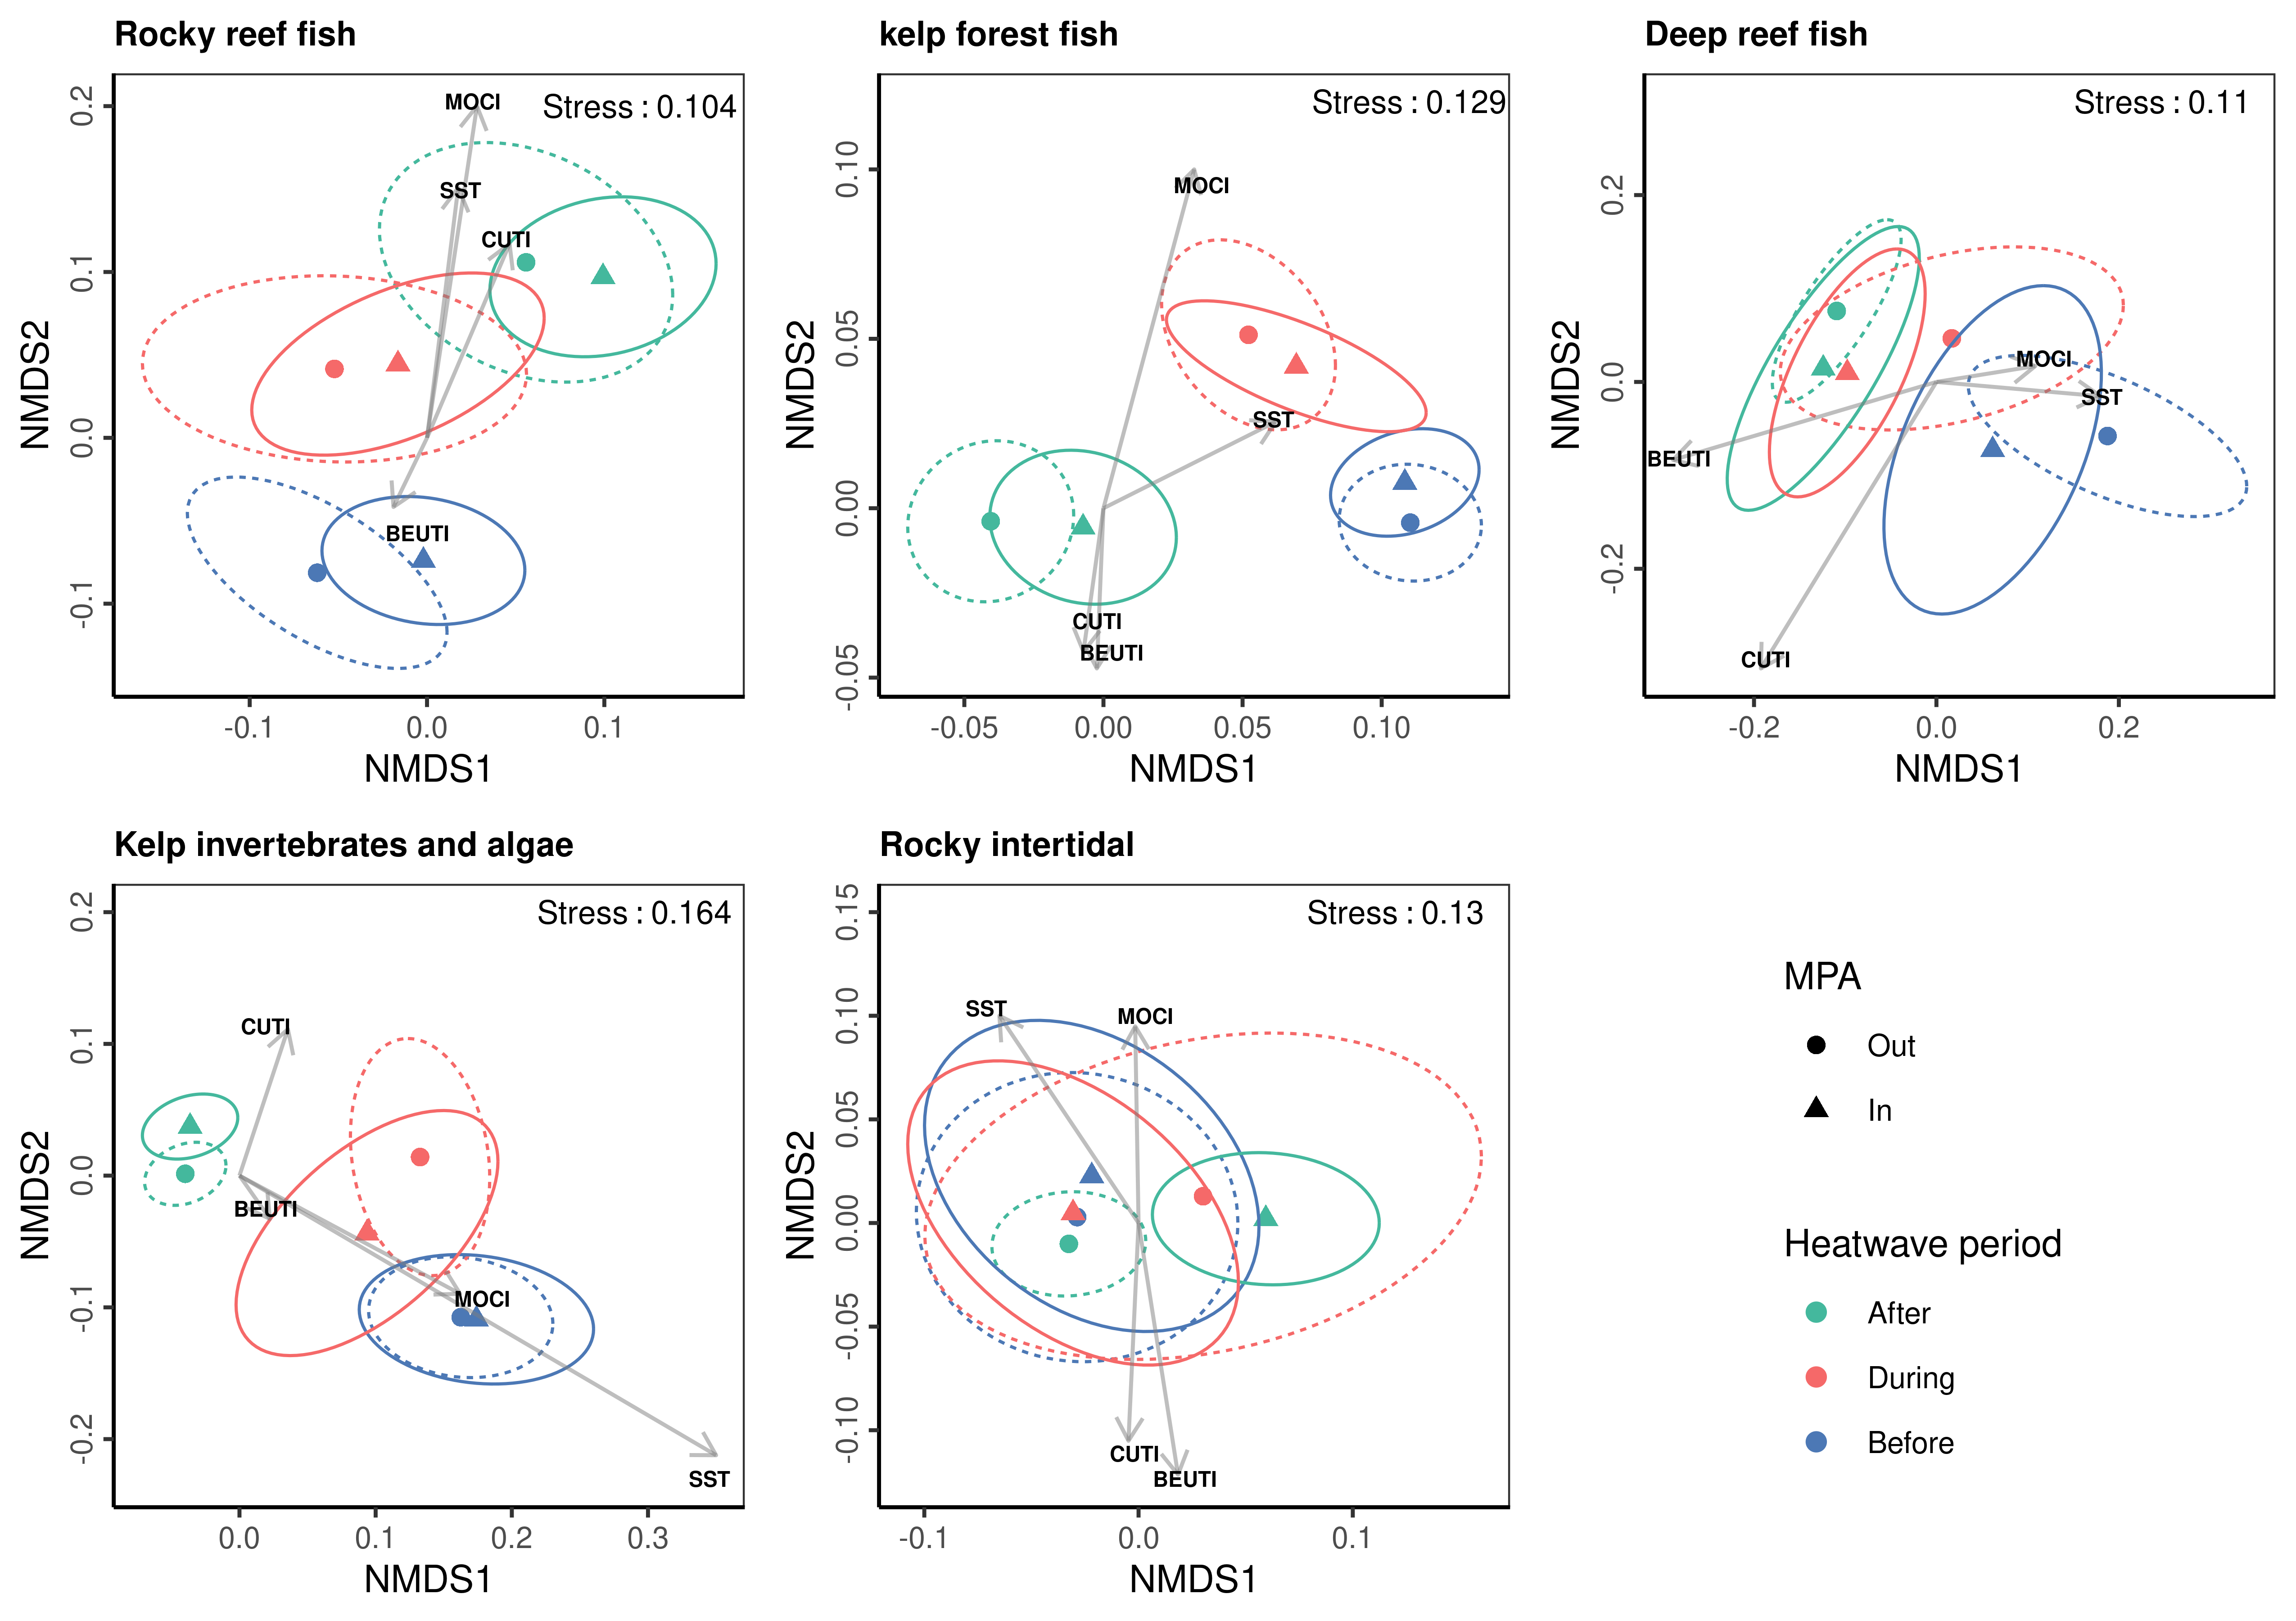 Rocky reef fish
Stress : 0.104
MOCI
SST
CUTI
BEUTI
0.2
0.1
0.0
-0.1
NMDS2
-0.1 0.0 0.1
NMDS1
kelp forest fish
Stress : 0.129
MOCI
SST
CUTI
BEUTI
0.10
0.05
0.00
-0.05
NMDS2
-0.05 0.00 0.05 0.10
NMDS1
Deep reef fish
Stress : 0.11
MOCI
SST
BEUTI
CUTI
0.2
0.0
-0.2
NMDS2
-0.2 0.0 0.2
NMDS1
Kelp invertebrates and algae
Stress : 0.164
CUTI
BEUTI
MOCI
SST
0.2
0.1
0.0
-0.1
-0.2
NMDS2
0.0 0.1 0.2 0.3
NMDS1
Rocky intertidal
Stress : 0.13
SST
MOCI
CUTI
BEUTI
0.15
0.10
0.05
0.00
-0.05
-0.10
NMDS2
-0.1 0.0 0.1
NMDS1
MPA
Out
In
Heatwave period
After
During
Before